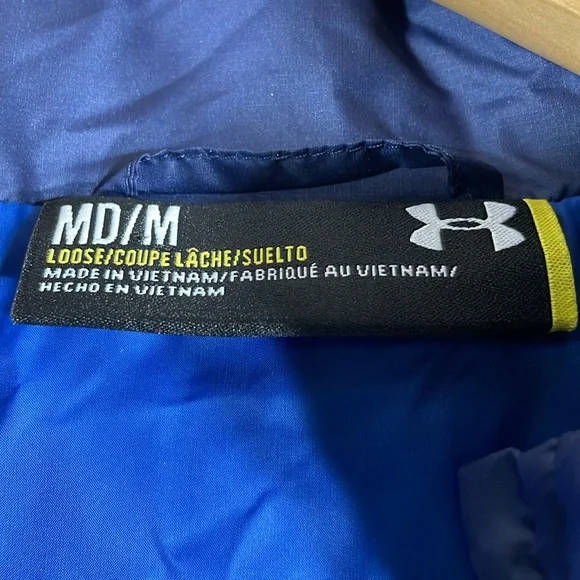 MD/M
LOOSE/COUPE LÂCHE/SUELTO
MADE IN VIETNAM/FABRIQUÉ AU VIETNAM/
HECHO EN VIETNAM